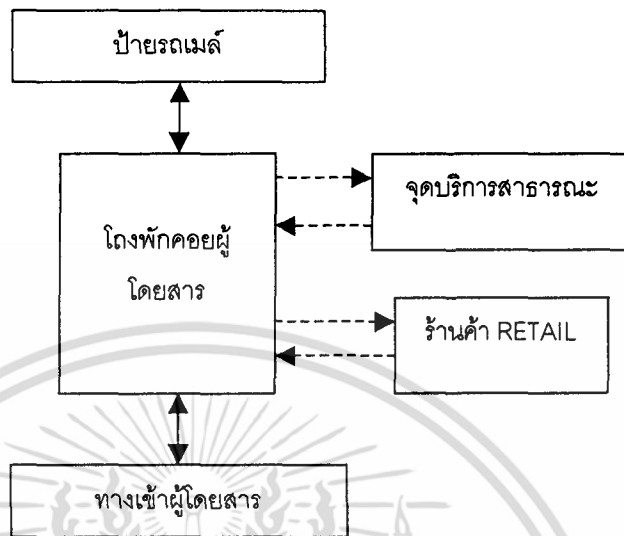 ป้ายรถเมล์
โถงพักคอยผู้
โดยสาร
จุดบริการสาธารณะ
ร้านค้า RETAIL
ทางเข้าผู้โดยสาร